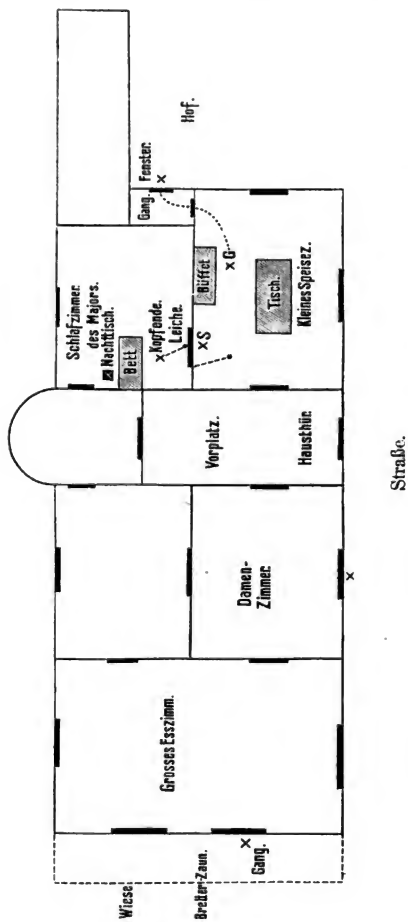 Wiese
Bretter-Zaun.
Gang.
Grosses Esszimm.
Damen-
Zimmer.
Vorplatz.
Hausthür.
Schlafzimmer
des Majors.
Nachttisch.
Bett
Kopfende.
Leiche.
×S
Büffet
×G
Tisch.
Kleines Speisez.
Gang.
Fenster.
Hof.
Straße.